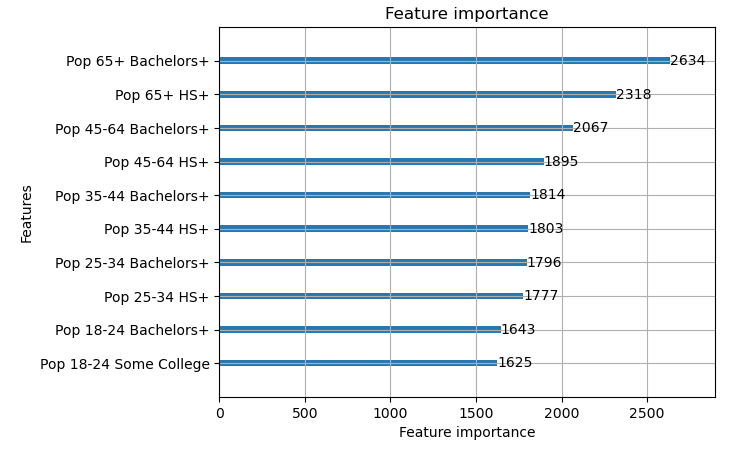 Feature importance
Pop 65+ Bachelors+ 2634
Pop 65+ HS+ 2318
Pop 45-64 Bachelors+ 2067
Pop 45-64 HS+ 1895
Pop 35-44 Bachelors+ 1814
Pop 35-44 HS+ 1803
Pop 25-34 Bachelors+ 1796
Pop 25-34 HS+ 1777
Pop 18-24 Bachelors+ 1643
Pop 18-24 Some College 1625
Features
0 500 1000 1500 2000 2500
Feature importance